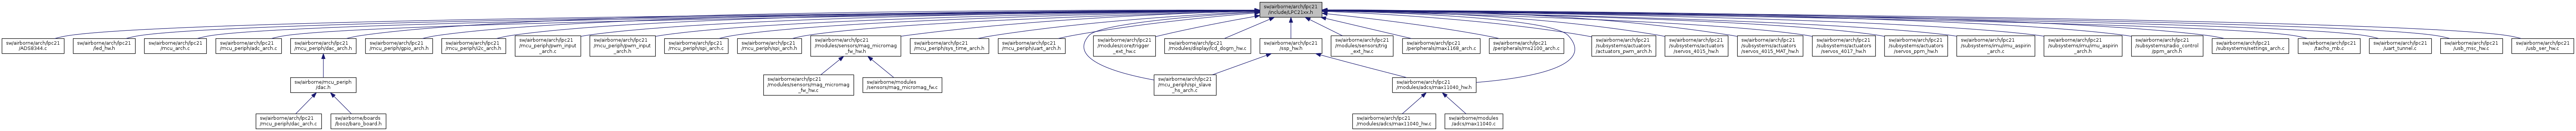 sw/airborne/arch/lpc21
/include/LPC21xx.h
sw/airborne/arch/lpc21
/ADS8344.c
sw/airborne/arch/lpc21
/led_hw.h
sw/airborne/arch/lpc21
/mcu_arch.c
sw/airborne/arch/lpc21
/mcu_periph/adc_arch.c
sw/airborne/arch/lpc21
/mcu_periph/dac_arch.h
sw/airborne/arch/lpc21
/mcu_periph/gpio_arch.h
sw/airborne/arch/lpc21
/mcu_periph/i2c_arch.h
sw/airborne/arch/lpc21
/mcu_periph/pwm_input
_arch.c
sw/airborne/arch/lpc21
/mcu_periph/pwm_input
_arch.h
sw/airborne/arch/lpc21
/mcu_periph/spi_arch.c
sw/airborne/arch/lpc21
/mcu_periph/spi_arch.h
sw/airborne/arch/lpc21
/modules/sensors/mag_micromag
_fw_hw.h
sw/airborne/arch/lpc21
/mcu_periph/sys_time_arch.h
sw/airborne/arch/lpc21
/mcu_periph/uart_arch.h
sw/airborne/arch/lpc21
/modules/core/trigger
_ext_hw.c
sw/airborne/arch/lpc21
/modules/display/lcd_dogm_hw.c
sw/airborne/arch/lpc21
/ssp_hw.h
sw/airborne/arch/lpc21
/modules/sensors/trig
_ext_hw.c
sw/airborne/arch/lpc21
/peripherals/max1168_arch.c
sw/airborne/arch/lpc21
/peripherals/ms2100_arch.c
sw/airborne/arch/lpc21
/subsystems/actuators
/actuators_pwm_arch.h
sw/airborne/arch/lpc21
/subsystems/actuators
/servos_4015_hw.h
sw/airborne/arch/lpc21
/subsystems/actuators
/servos_4015_MAT_hw.h
sw/airborne/arch/lpc21
/subsystems/actuators
/servos_4017_hw.h
sw/airborne/arch/lpc21
/subsystems/actuators
/servos_ppm_hw.h
sw/airborne/arch/lpc21
/subsystems/imu/imu_aspirin
_arch.c
sw/airborne/arch/lpc21
/subsystems/imu/imu_aspirin
_arch.h
sw/airborne/arch/lpc21
/subsystems/radio_control
/ppm_arch.h
sw/airborne/arch/lpc21
/subsystems/settings_arch.c
sw/airborne/arch/lpc21
/tacho_mb.c
sw/airborne/arch/lpc21
/uart_tunnel.c
sw/airborne/arch/lpc21
/usb_msc_hw.c
sw/airborne/arch/lpc21
/usb_ser_hw.c
sw/airborne/mcu_periph
/dac.h
sw/airborne/arch/lpc21
/modules/sensors/mag_micromag
_fw_hw.c
sw/airborne/modules
/sensors/mag_micromag_fw.c
sw/airborne/arch/lpc21
/mcu_periph/spi_slave
_hs_arch.c
sw/airborne/arch/lpc21
/modules/adcs/max11040_hw.h
sw/airborne/arch/lpc21
/mcu_periph/dac_arch.c
sw/airborne/boards
/booz/baro_board.h
sw/airborne/arch/lpc21
/modules/adcs/max11040_hw.c
sw/airborne/modules
/adcs/max11040.c